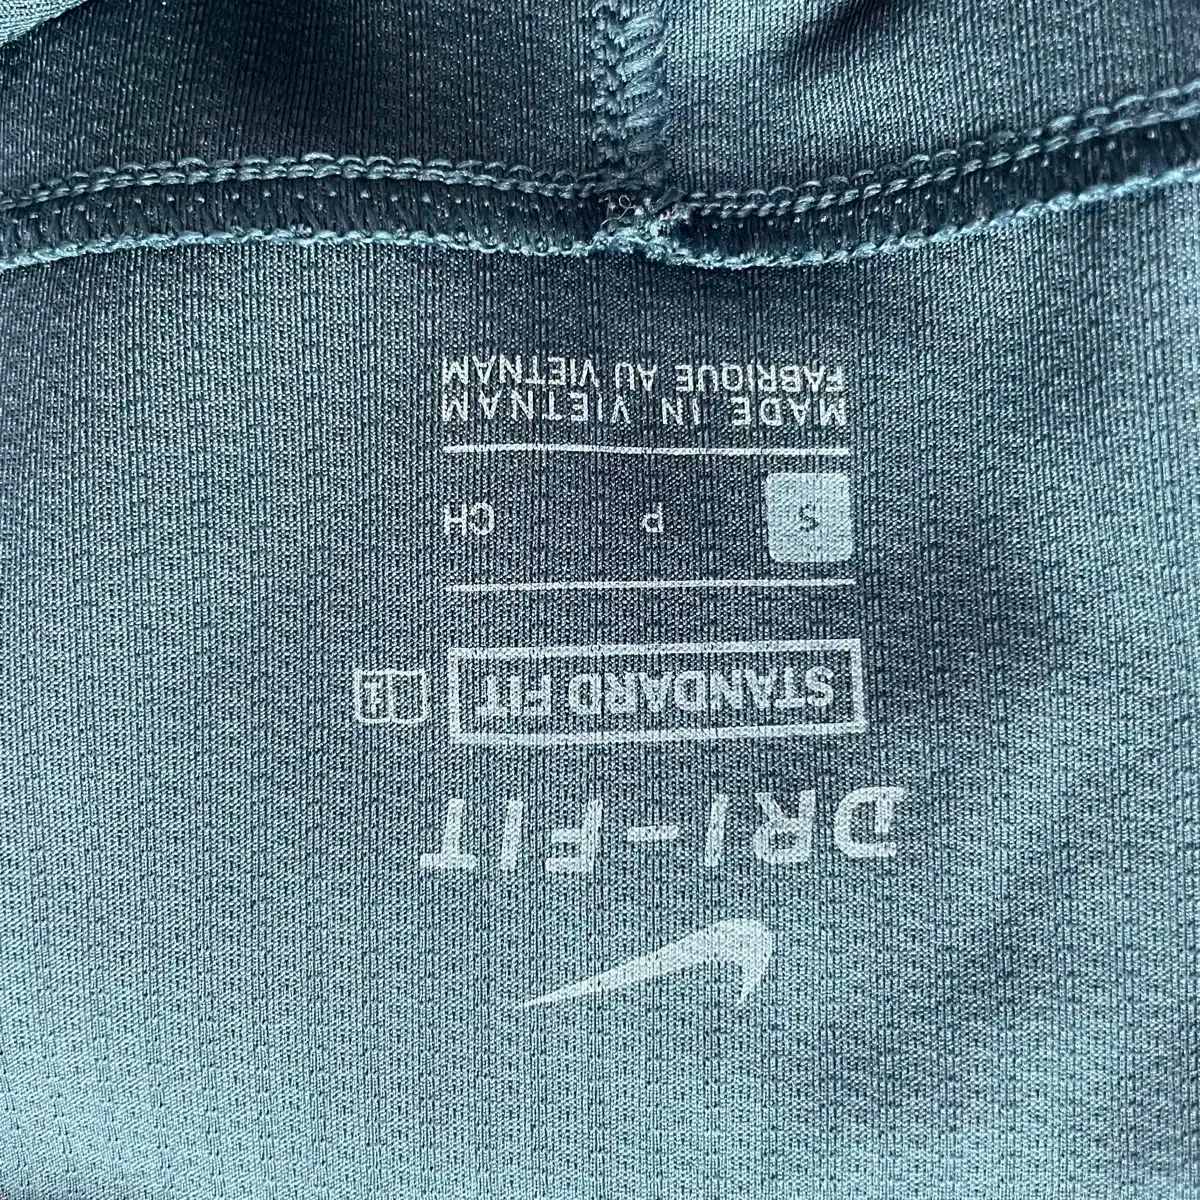 DRI-FIT
STANDARD FIT
S P CH
MADE IN VIETNAM
FABRIQUE AU VIETNAM